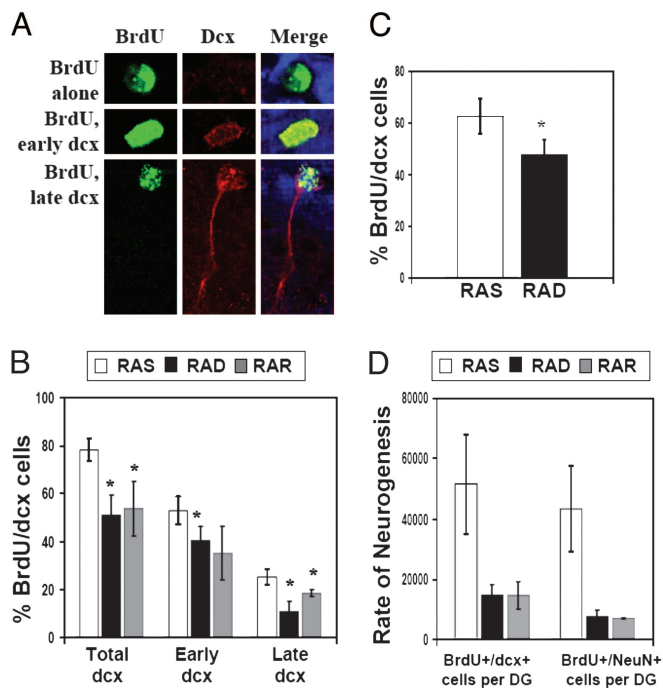 A
BrdU Dcx Merge
BrdU
alone
BrdU,
early dcx
BrdU,
late dcx
C
% BrdU/dcx cells
80
60
40
20
0
*
RAS RAD
B
RAS RAD RAR
% BrdU/dcx cells
100
80
60
40
20
0
* *
*
* *
Total
dcx
Early
dcx
Late
dcx
D
RAS RAD RAR
Rate of Neurogenesis
80000
60000
40000
20000
0
BrdU+/dcx+
cells per DG
BrdU+/NeuN+
cells per DG